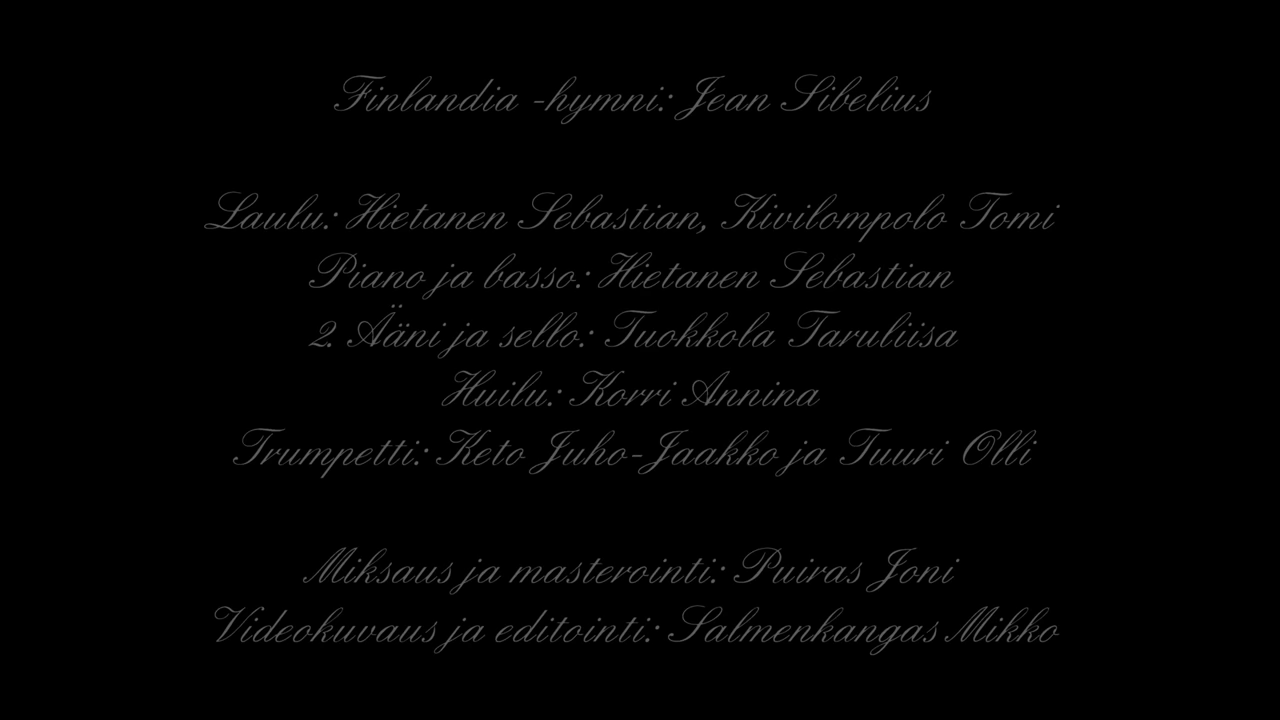 Finlandia -hymni: Jean Sibelius
Laulu: Hietanen Sebastian, Kivilompolo Tomi
Piano ja basso: Hietanen Sebastian
2. Ääni ja sello: Tuokkola Taruliisa
Huilu: Korri Annina
Trumpetti: Keto Juho-Jaakko ja Tuuri Olli
Miksaus ja masterointi: Puiras Joni
Videokuvaus ja editointi: Salmenkangas Mikko